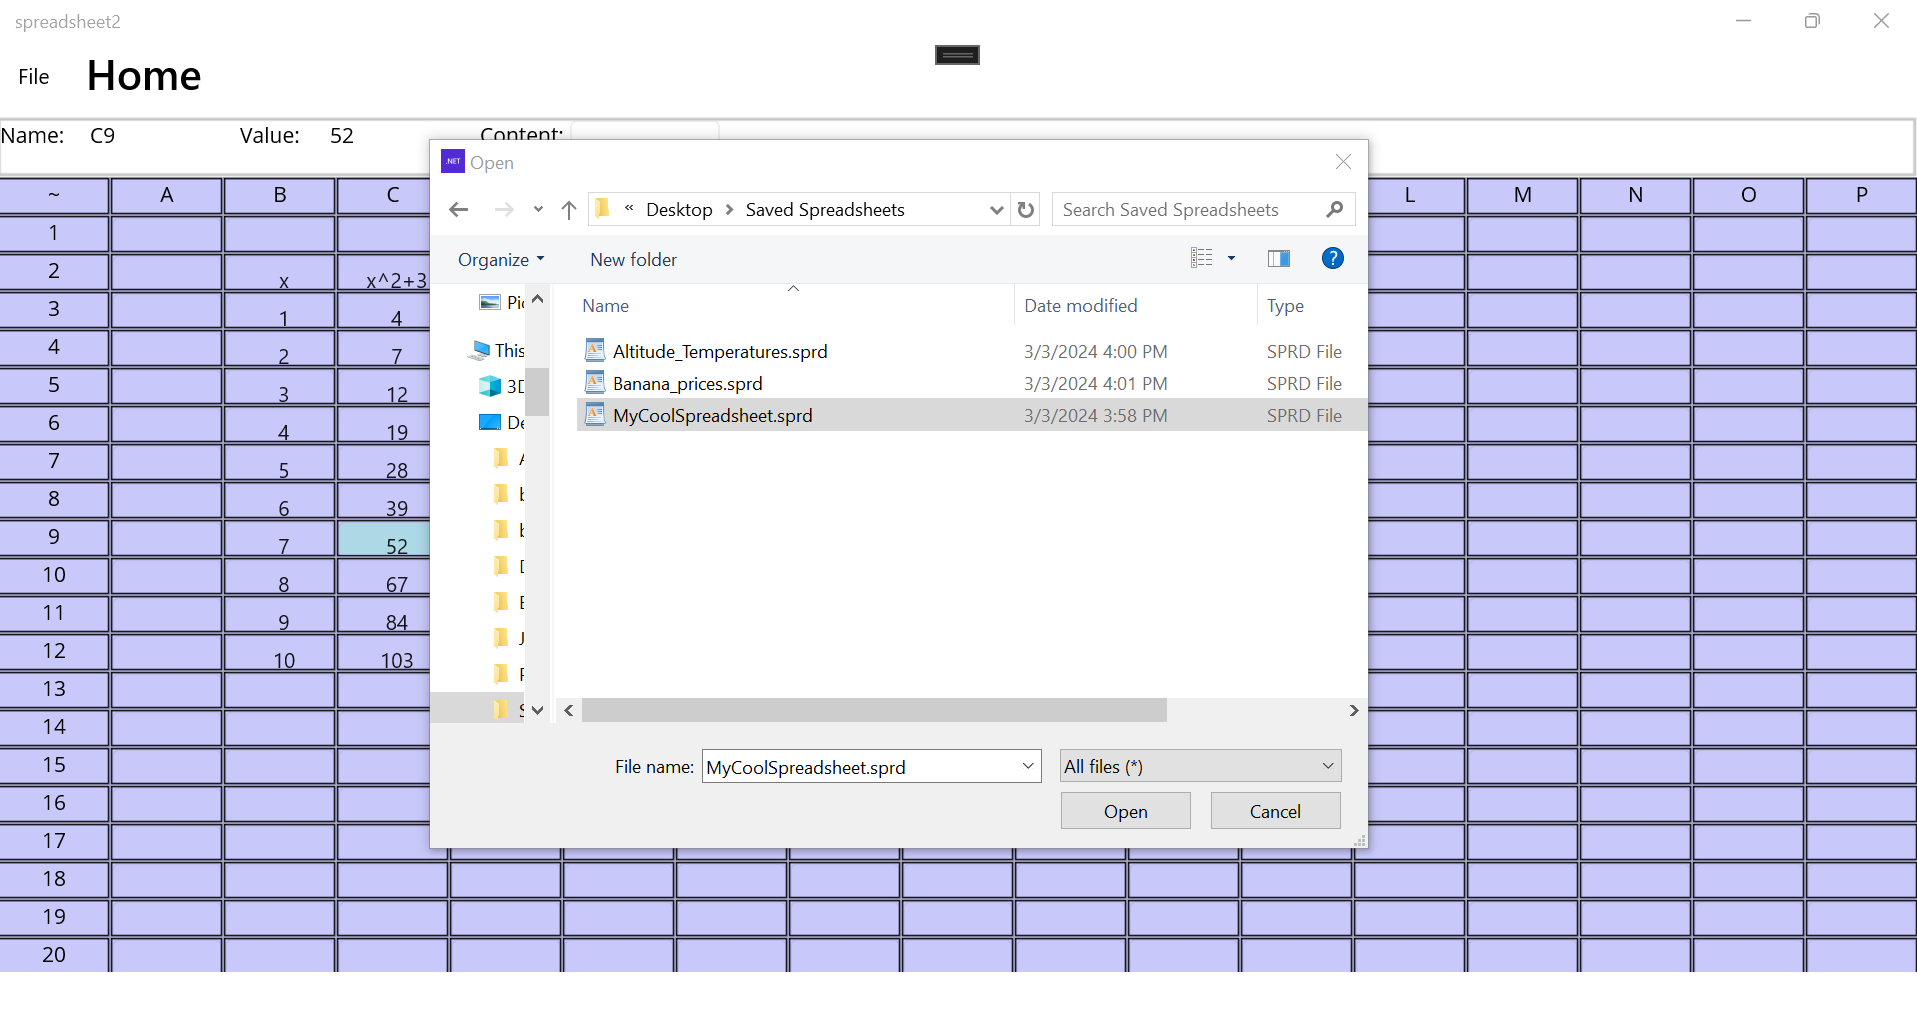 spreadsheet2
File Home
Name: C9 Value: 52 Content:
~ A B C L M N O P
1
2 x x^2+3
3 1 4
4 2 7
5 3 12
6 4 19
7 5 28
8 6 39
9 7 52
10 8 67
11 9 84
12 10 103
13
14
15
16
17
18
19
20
.NET Open
« Desktop > Saved Spreadsheets
Search Saved Spreadsheets
Organize New folder
This
3D
Name Date modified Type
Altitude_Temperatures.sprd 3/3/2024 4:00 PM SPRD File
Banana_prices.sprd 3/3/2024 4:01 PM SPRD File
MyCoolSpreadsheet.sprd 3/3/2024 3:58 PM SPRD File
File name: MyCoolSpreadsheet.sprd All files (*)
Open Cancel